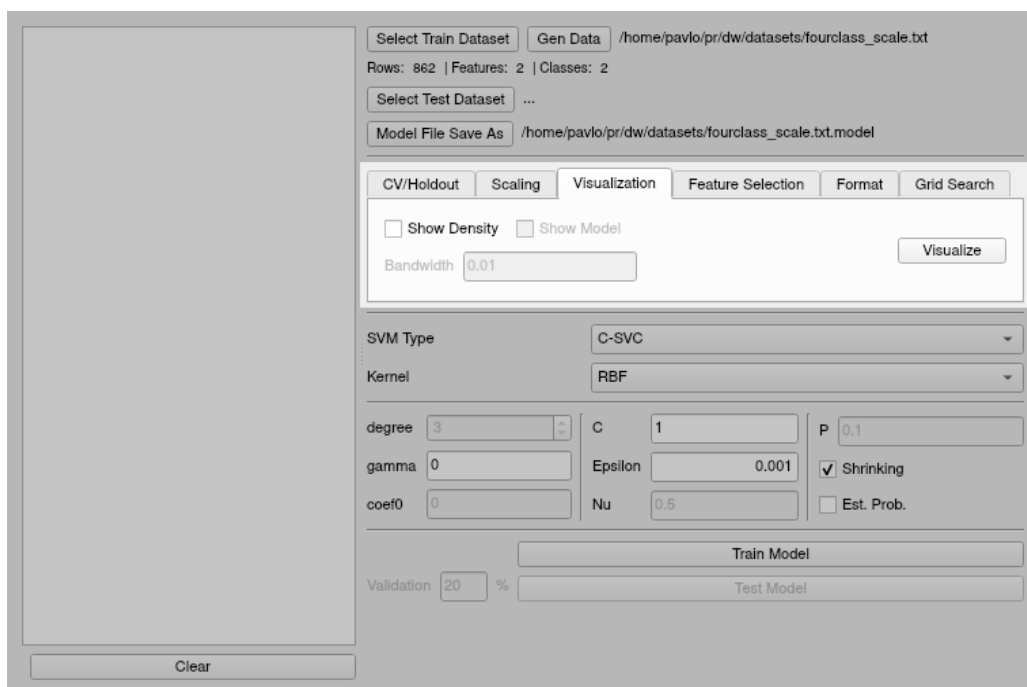 Select Train Dataset Gen Data /home/pavlo/pr/dw/datasets/fourclass_scale.txt
Rows: 862 | Features: 2 | Classes: 2
Select Test Dataset ...
Model File Save As /home/pavlo/pr/dw/datasets/fourclass_scale.txt.model
CV/Holdout Scaling Visualization Feature Selection Format Grid Search
Show Density Show Model
Visualize
Bandwidth 0.01
SVM Type C-SVC
Kernel RBF
degree 3 C 1 P 0.1
gamma 0 Epsilon 0.001 Shrinking
coef0 0 Nu 0.5 Est. Prob.
Train Model
Validation 20 % Test Model
Clear